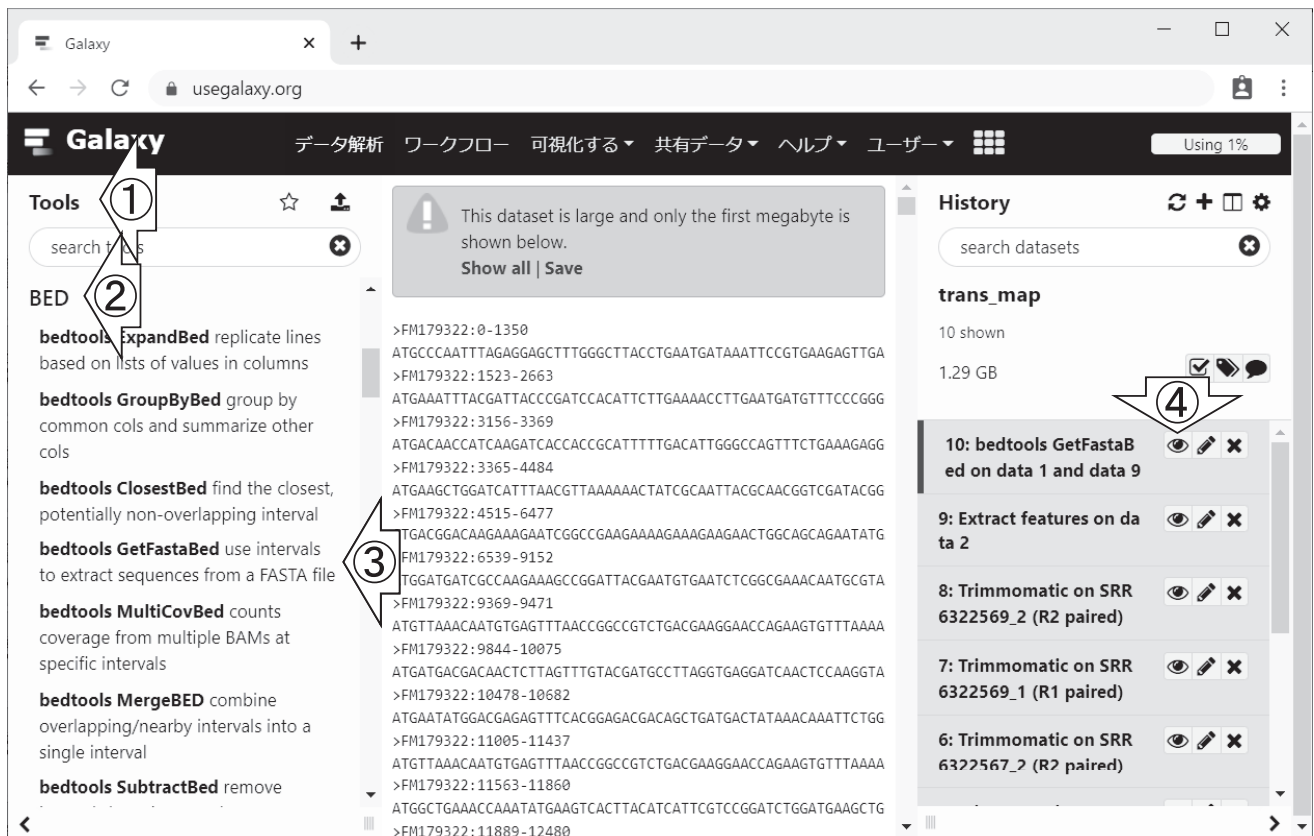 Galaxy
usegalaxy.org
Galaxy データ解析 ワークフロー 可視化する 共有データ ヘルプ ユーザー Using 1%
Tools
①
②
BED
bedtools ExpandBed replicate lines
based on lists of values in columns
bedtools GroupByBed group by
common cols and summarize other
cols
bedtools ClosestBed find the closest,
potentially non-overlapping interval
bedtools GetFastaBed use intervals
to extract sequences from a FASTA file
③
bedtools MultiCovBed counts
coverage from multiple BAMs at
specific intervals
bedtools MergeBED combine
overlapping/nearby intervals into a
single interval
bedtools SubtractBed remove
This dataset is large and only the first megabyte is
shown below.
Show all | Save
>FM179322:0-1350
ATGCCCAATTTAGAGGAGCTTTGGGCTTACCTGAATGATAAATTCCGTGAAGAGTTGA
>FM179322:1523-2663
ATGAAATTTACGATTACCCGATCCACATTCTTGAAAACCTTGAATGATGTTTCCCGGG
>FM179322:3156-3369
ATGACAACCATCAAGATCACCACCGCATTTTTGACATTGGGCCAGTTTCTGAAAGAGG
>FM179322:3365-4484
ATGAAGCTGGATCATTTAACGTTAAAAAACTATCGCAATTACGCAACGGTCGATACGG
>FM179322:4515-6477
TGACGGACAAGAAAGAATCGGCCGAAGAAAAGAAAGAAGAACTGGCAGCAGAATATG
FM179322:6539-9152
TGGATGATCGCCAAGAAAGCCGGATTACGAATGTGAATCTCGGCGAAACAATGCGTA
>FM179322:9369-9471
ATGTTAAACAATGTGAGTTTAACCGGCCGTCTGACGAAGGAACCAGAAGTGTTTAAAA
>FM179322:9844-10075
ATGATGACGACAACTCTTAGTTTGTACGATGCCTTAGGTGAGGATCAACTCCAAGGTA
>FM179322:10478-10682
ATGAATATGGACGAGAGTTTCACGGAGACGACAGCTGATGACTATAAACAAATTCTGG
>FM179322:11005-11437
ATGTTAAACAATGTGAGTTTAACCGGCCGTCTGACGAAGGAACCAGAAGTGTTTAAAA
>FM179322:11563-11860
ATGGCTGAAACCAAATATGAAGTCACTTACATCATTCGTCCGGATCTGGATGAAGCTG
>FM179322:11889-12480
History
search datasets
trans_map
10 shown
1.29 GB
④
10: bedtools GetFastaB
ed on data 1 and data 9
9: Extract features on da
ta 2
8: Trimmomatic on SRR
6322569_2 (R2 paired)
7: Trimmomatic on SRR
6322569_1 (R1 paired)
6: Trimmomatic on SRR
6322567_2 (R2 paired)